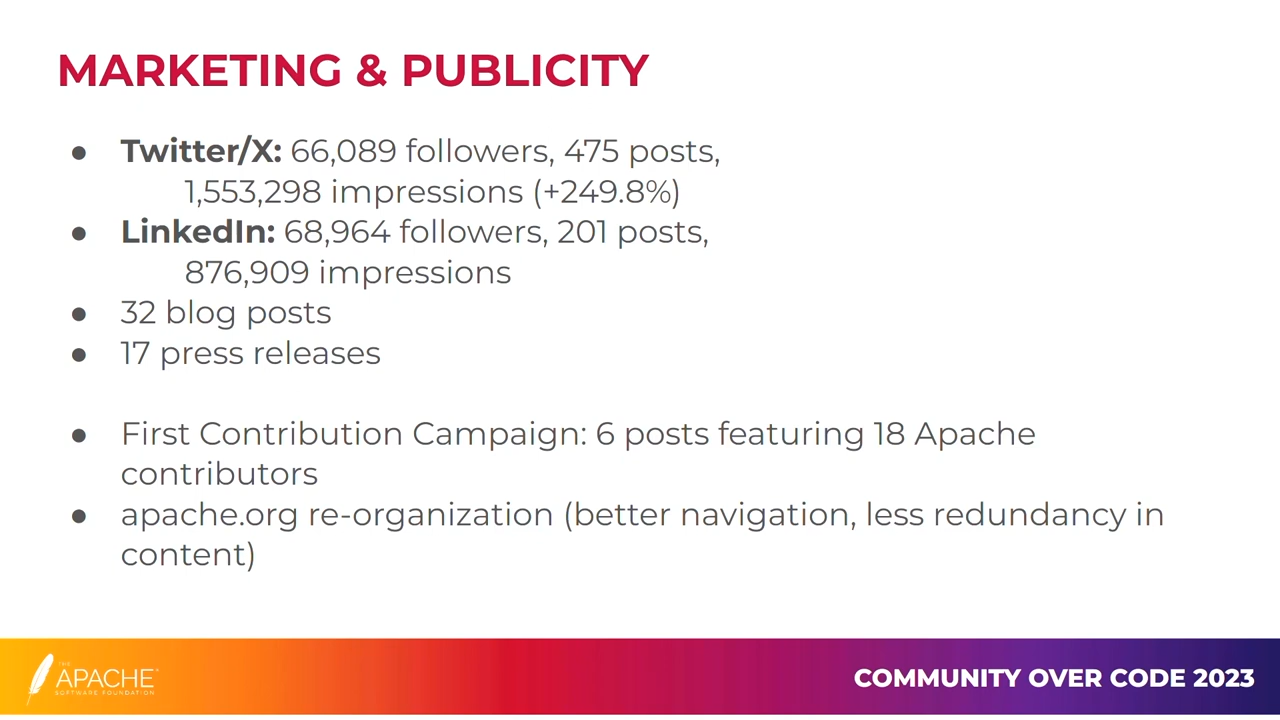 MARKETING & PUBLICITY
● Twitter/X: 66,089 followers, 475 posts,
1,553,298 impressions (+249.8%)
● LinkedIn: 68,964 followers, 201 posts,
876,909 impressions
● 32 blog posts
● 17 press releases
● First Contribution Campaign: 6 posts featuring 18 Apache
contributors
● apache.org re-organization (better navigation, less redundancy in
content)
THE
APACHE™
SOFTWARE FOUNDATION
COMMUNITY OVER CODE 2023